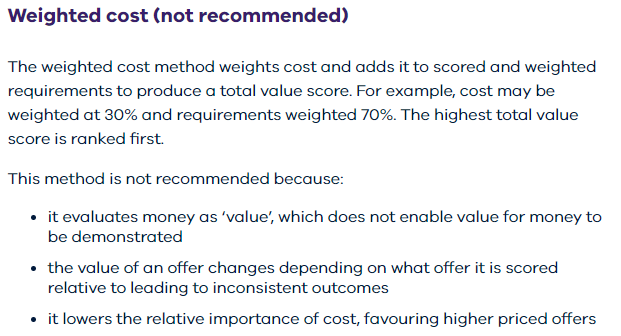 Weighted cost (not recommended)
The weighted cost method weights cost and adds it to scored and weighted
requirements to produce a total value score. For example, cost may be
weighted at 30% and requirements weighted 70%. The highest total value
score is ranked first.
This method is not recommended because:
• it evaluates money as ‘value’, which does not enable value for money to
be demonstrated
• the value of an offer changes depending on what offer it is scored
relative to leading to inconsistent outcomes
• it lowers the relative importance of cost, favouring higher priced offers